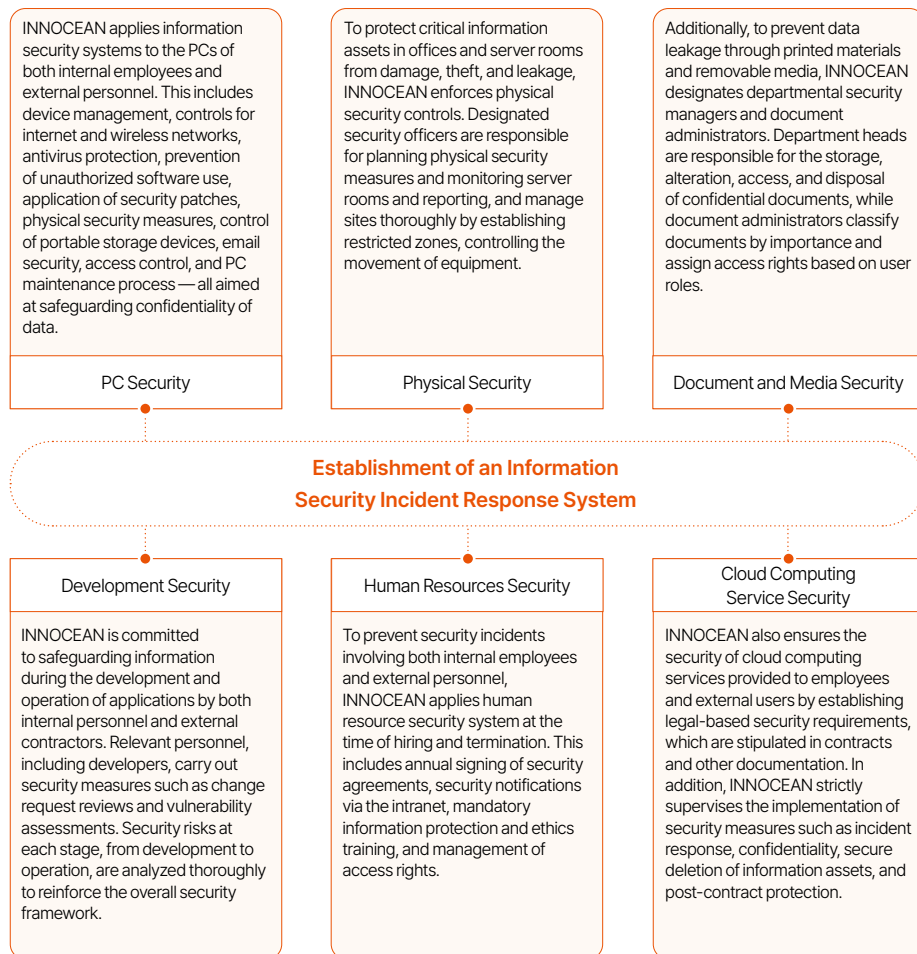 INNOCEAN applies information
security systems to the PCs of
both internal employees and
external personnel. This includes
device management, controls for
internet and wireless networks,
antivirus protection, prevention
of unauthorized software use,
application of security patches,
physical security measures, control
of portable storage devices, email
security, access control, and PC
maintenance process — all aimed
at safeguarding confidentiality of
data.
PC Security
To protect critical information
assets in offices and server rooms
from damage, theft, and leakage,
INNOCEAN enforces physical
security controls. Designated
security officers are responsible
for planning physical security
measures and monitoring server
rooms and reporting, and manage
sites thoroughly by establishing
restricted zones, controlling the
movement of equipment.
Physical Security
Additionally, to prevent data
leakage through printed materials
and removable media, INNOCEAN
designates departmental security
managers and document
administrators. Department heads
are responsible for the storage,
alteration, access, and disposal
of confidential documents, while
document administrators classify
documents by importance and
assign access rights based on user
roles.
Document and Media Security
Establishment of an Information
Security Incident Response System
Development Security
INNOCEAN is committed
to safeguarding information
during the development and
operation of applications by both
internal personnel and external
contractors. Relevant personnel,
including developers, carry out
security measures such as change
request reviews and vulnerability
assessments. Security risks at
each stage, from development to
operation, are analyzed thoroughly
to reinforce the overall security
framework.
Human Resources Security
To prevent security incidents
involving both internal employees
and external personnel,
INNOCEAN applies human
resource security system at the
time of hiring and termination. This
includes annual signing of security
agreements, security notifications
via the intranet, mandatory
information protection and ethics
training, and management of
access rights.
Cloud Computing
Service Security
INNOCEAN also ensures the
security of cloud computing
services provided to employees
and external users by establishing
legal-based security requirements,
which are stipulated in contracts
and other documentation. In
addition, INNOCEAN strictly
supervises the implementation of
security measures such as incident
response, confidentiality, secure
deletion of information assets, and
post-contract protection.